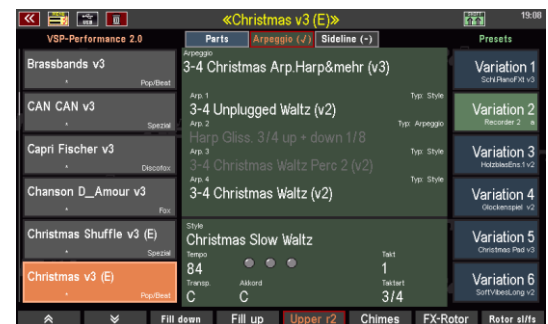 «Christmas v3 (E)»
19:08
VSP-Performance 2.0
Parts
Arpeggio (√)
Sideline (-)
Presets
Brassbands v3
Pop/Beat
CAN CAN v3
Spezial
Capri Fischer v3
Discofox
Chanson D_Amour v3
Fox
Christmas Shuffle v3 (E)
Spezial
Christmas v3 (E)
Pop/Beat
Arpeggio
3-4 Christmas Arp.Harp&mehr (v3)
Arp. 1
Typ: Style
3-4 Unplugged Waltz (v2)
Arp. 2
Typ: Arpeggio
Harp Gliss. 3/4 up + down 1/8
Arp. 3
Typ: Style
3-4 Christmas Waltz Perc 2 (v2)
Arp. 4
Typ: Style
3-4 Christmas Waltz (v2)
Style
Christmas Slow Waltz
Tempo
Takt
84
1
Transp.
Akkord
Taktart
C
C
3/4
Variation 1
Schl.PianoFXt v3
Variation 2
Recorder 2
Variation 3
HolzblasEns.1 v2
Variation 4
Glockenspiel v2
Variation 5
Christmas Pad v3
Variation 6
SoftVibesLong v2
Fill down
Fill up
Upper r2
Chimes
FX-Rotor
Rotor sl/fs